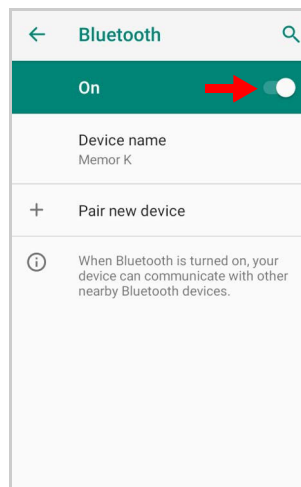 Bluetooth
On
Device name
Memor K
Pair new device
When Bluetooth is turned on, your
device can communicate with other
nearby Bluetooth devices.